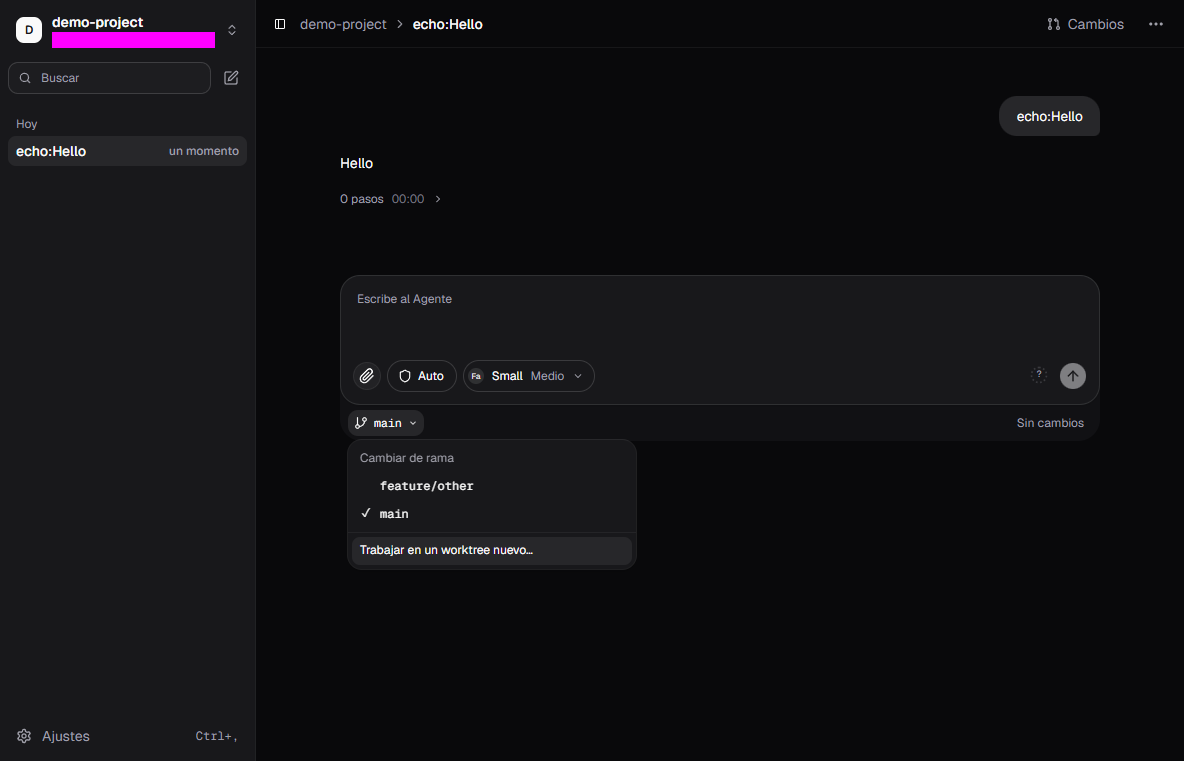 D
demo-project
Buscar
Hoy
echo:Hello un momento
Ajustes Ctrl+,
demo-project > echo:Hello
Cambios
echo:Hello
Hello
0 pasos 00:00
Escribe al Agente
Auto
Fa Small Medio
?
main
Sin cambios
Cambiar de rama
feature/other
✓ main
Trabajar en un worktree nuevo…